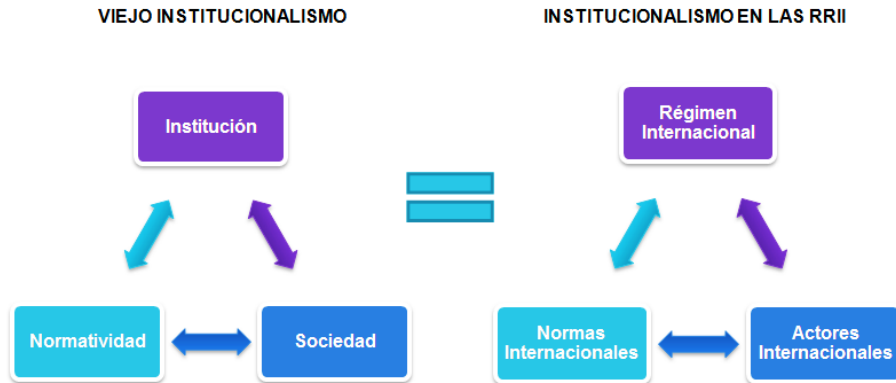 VIEJO INSTITUCIONALISMO
INSTITUCIONALISMO EN LAS RRII
Institución
Régimen
Internacional
Normatividad
Sociedad
Normas
Internacionales
Actores
Internacionales